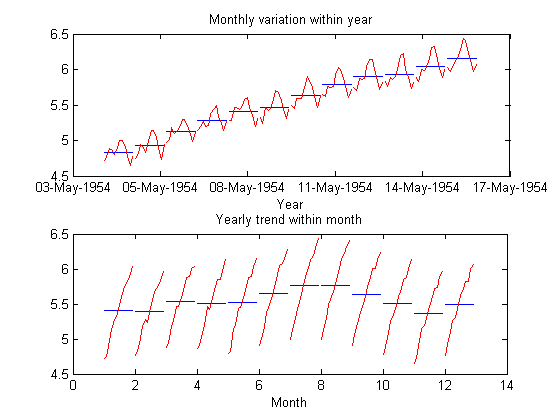 Monthly variation within year
6.5
6
5.5
5
4.5
03-May-1954 05-May-1954 08-May-1954 11-May-1954 14-May-1954 17-May-1954
Year
Yearly trend within month
6.5
6
5.5
5
4.5
0 2 4 6 8 10 12 14
Month